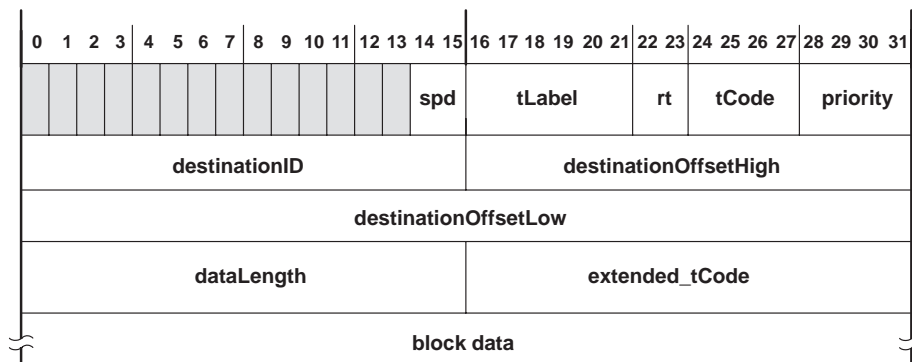 0 1 2 3 4 5 6 7 8 9 10 11 12 13 14 15 16 17 18 19 20 21 22 23 24 25 26 27 28 29 30 31
spd tLabel rt tCode priority
destinationID destinationOffsetHigh
destinationOffsetLow
dataLength extended_tCode
block data